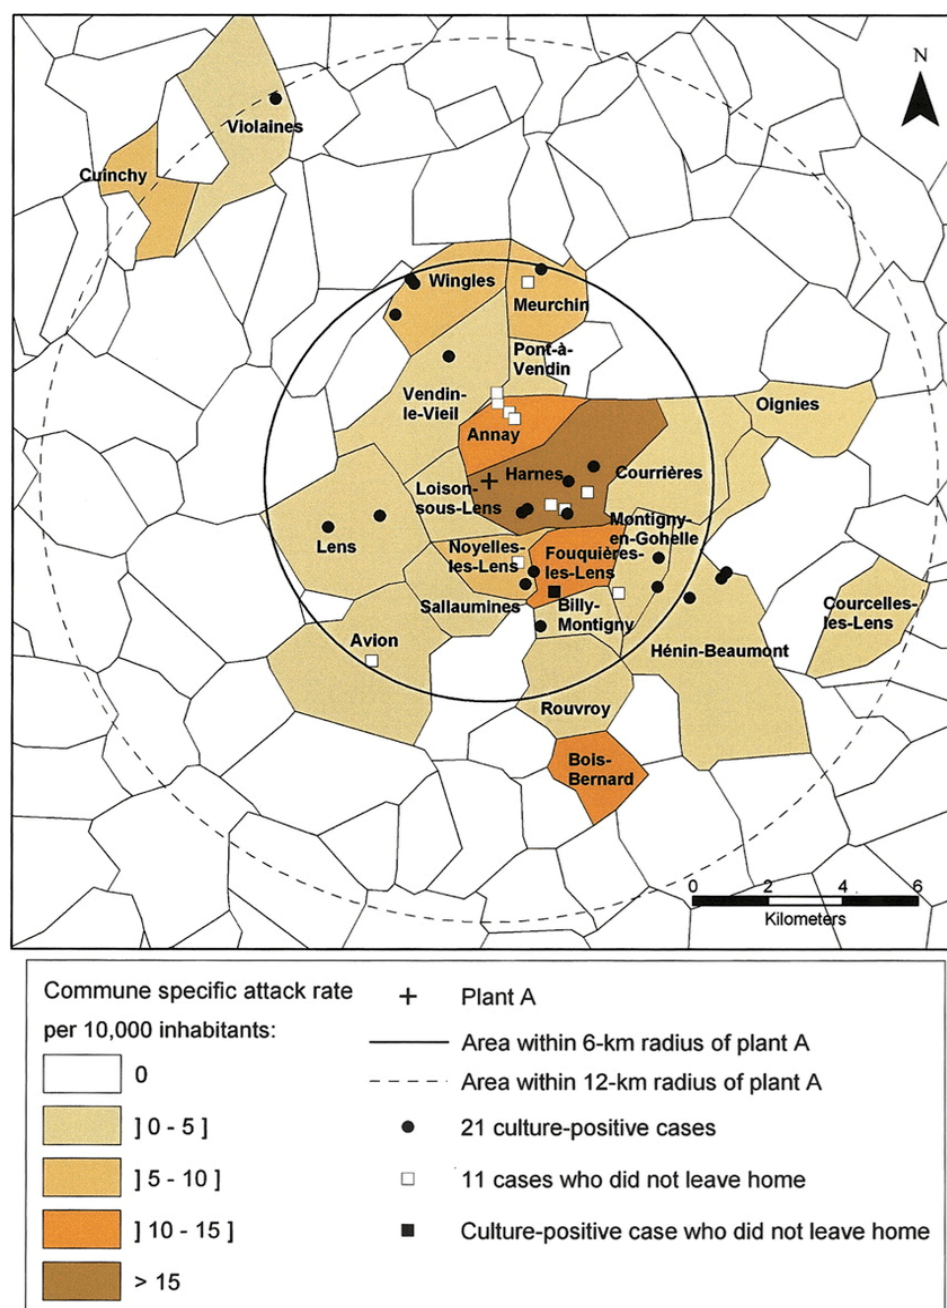 N
Violaines
Cuinchy
Wingles
Meurchin
Pont-à-
Vendin
Vendin-
le-Vieil
Oignies
Annay
Harnes
Courrières
Loison-
sous-Lens
Montigny-
en-Gohelle
Lens
Noyelles-
les-Lens
Fouquières-
les-Lens
Sallaumines
Billy-
Montigny
Courcelles-
les-Lens
Avion
Hénin-Beaumont
Rouvroy
Bois-
Bernard
0 2 4 6
Kilometers
Commune specific attack rate
per 10,000 inhabitants:
0
] 0 - 5 ]
] 5 - 10 ]
] 10 - 15 ]
> 15
Plant A
Area within 6-km radius of plant A
Area within 12-km radius of plant A
21 culture-positive cases
11 cases who did not leave home
Culture-positive case who did not leave home